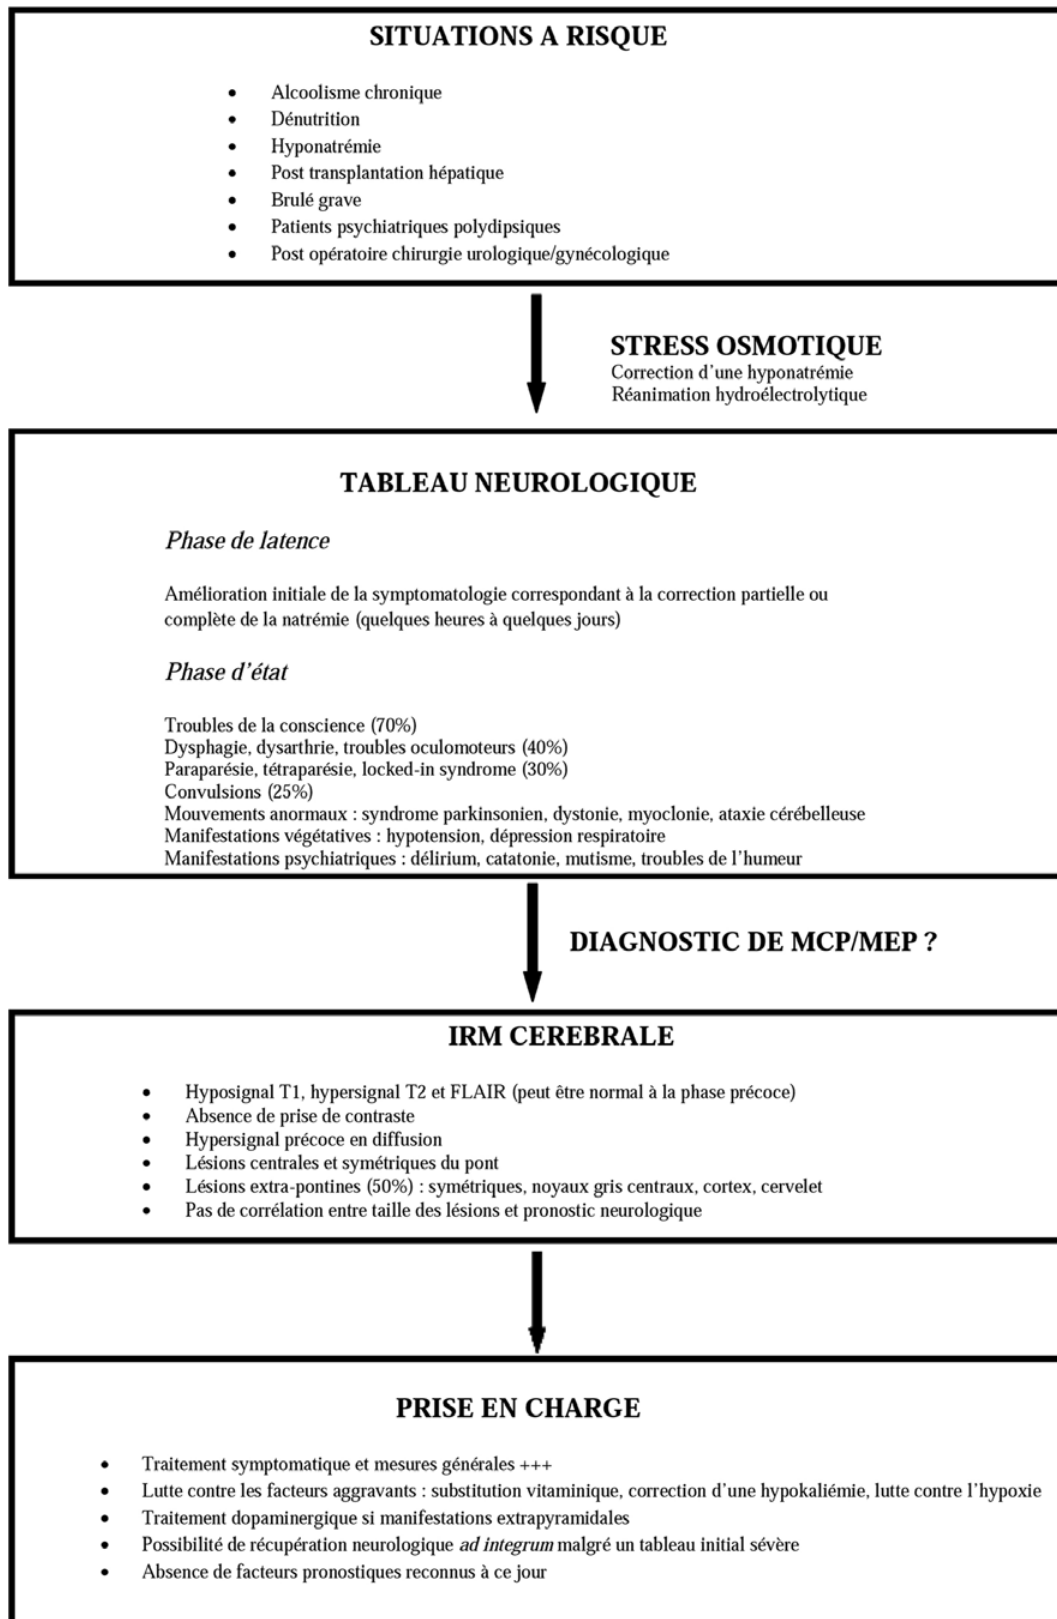 SITUATIONS A RISQUE
• Alcoolisme chronique
• Dénutrition
• Hyponatrémie
• Post transplantation hépatique
• Brulé grave
• Patients psychiatriques polydipsiques
• Post opératoire chirurgie urologique/gynécologique
STRESS OSMOTIQUE
Correction d'une hyponatrémie
Réanimation hydroélectrolytique
TABLEAU NEUROLOGIQUE
Phase de latence
Amélioration initiale de la symptomatologie correspondant à la correction partielle ou
complète de la natrémie (quelques heures à quelques jours)
Phase d'état
Troubles de la conscience (70%)
Dysphagie, dysarthrie, troubles oculomoteurs (40%)
Paraparésie, tétraparésie, locked-in syndrome (30%)
Convulsions (25%)
Mouvements anormaux : syndrome parkinsonien, dystonie, myoclonie, ataxie cérébelleuse
Manifestations végétatives : hypotension, dépression respiratoire
Manifestations psychiatriques : délirium, catatonie, mutisme, troubles de l'humeur
DIAGNOSTIC DE MCP/MEP ?
IRM CEREBRALE
• Hyposignal T1, hypersignal T2 et FLAIR (peut être normal à la phase précoce)
• Absence de prise de contraste
• Hypersignal précoce en diffusion
• Lésions centrales et symétriques du pont
• Lésions extra-pontines (50%) : symétriques, noyaux gris centraux, cortex, cervelet
• Pas de corrélation entre taille des lésions et pronostic neurologique
PRISE EN CHARGE
• Traitement symptomatique et mesures générales +++
• Lutte contre les facteurs aggravants : substitution vitaminique, correction d'une hypokaliémie, lutte contre l'hypoxie
• Traitement dopaminergique si manifestations extrapyramidales
• Possibilité de récupération neurologique ad integrum malgré un tableau initial sévère
• Absence de facteurs pronostiques reconnus à ce jour